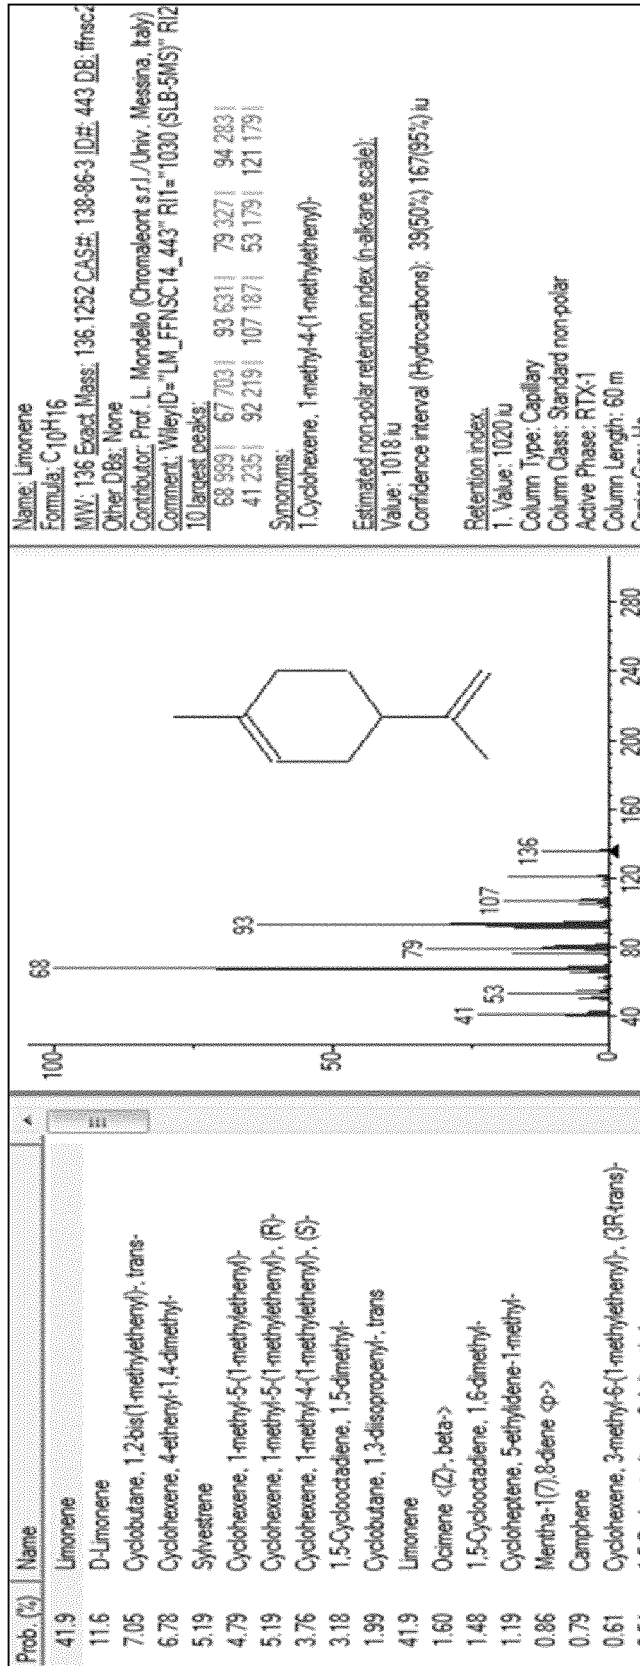 Prob. (%) Name
41.9 Limonene
11.6 D-Limonene
7.05 Cyclobutane, 1,2-bis(1-methylethenyl)-, trans-
6.78 Cyclohexene, 4-ethenyl-1,4-dimethyl-
5.19 Sylvestrene
4.79 Cyclohexene, 1-methyl-5-(1-methylethenyl)-
5.19 Cyclohexene, 1-methyl-5-(1-methylethenyl)-, (R)-
3.76 Cyclohexene, 1-methyl-4-(1-methylethenyl)-, (S)-
3.18 1,5-Cyclooctadiene, 1,5-dimethyl-
1.99 Cyclobutane, 1,3-diisopropenyl-, trans
41.9 Limonene
1.60 Ocimene <(Z)-, beta->
1.48 1,5-Cyclooctadiene, 1,6-dimethyl-
1.19 Cycloheptene, 5-ethylidene-1-methyl-
0.86 Mentha-1(7),8-diene <p->
0.79 Camphene
0.61 Cyclohexene, 3-methyl-6-(1-methylethenyl)-, (3R-trans)-
100
50
0
68
93
41
53
79
107
136
40 80 120 160 200 240 280
Name: Limonene
Formula: C10H16
MW: 136 Exact Mass: 136.1252 CAS#: 138-86-3 ID#: 443 DB: ffnsc2
Other DBs: None
Contributor: Prof. L. Mondello (Chromaleont s.r.l./Univ. Messina, Italy)
Comment: WileyID="LM_FFNSC14_443" RI1="1030 (SLB-5MS)" RI2
10 largest peaks:
68 999 | 67 703 | 93 631 | 79 327 | 94 283 |
41 235 | 92 219 | 107 187 | 53 179 | 121 179 |
Synonyms:
1.Cyclohexene, 1-methyl-4-(1-methylethenyl)-
Estimated non-polar retention index (n-alkane scale):
Value: 1018 iu
Confidence interval (Hydrocarbons): 39(50%) 167(95%) iu
Retention index
1. Value: 1020 iu
Column Type: Capillary
Column Class: Standard non-polar
Active Phase: RTX-1
Column Length: 60 m